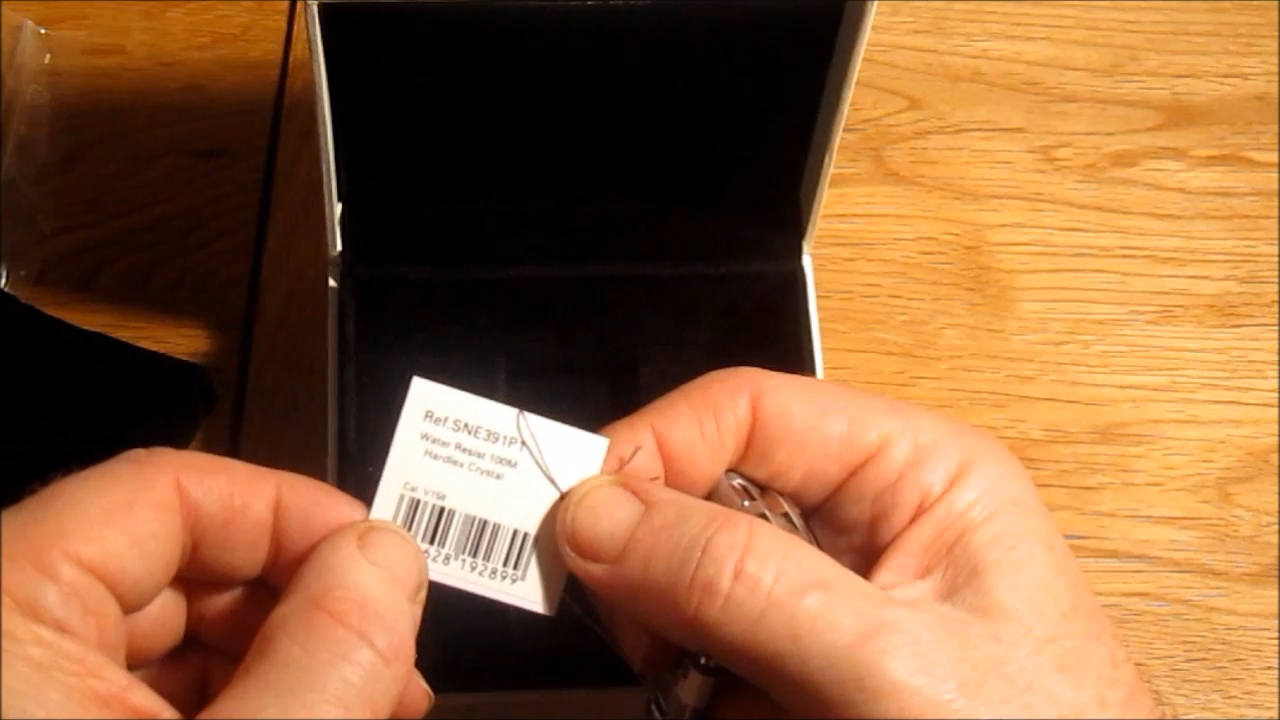 Ref.SNE391P1
Water Resist 100M
Hardlex Crystal
Cal. V158
628 192899